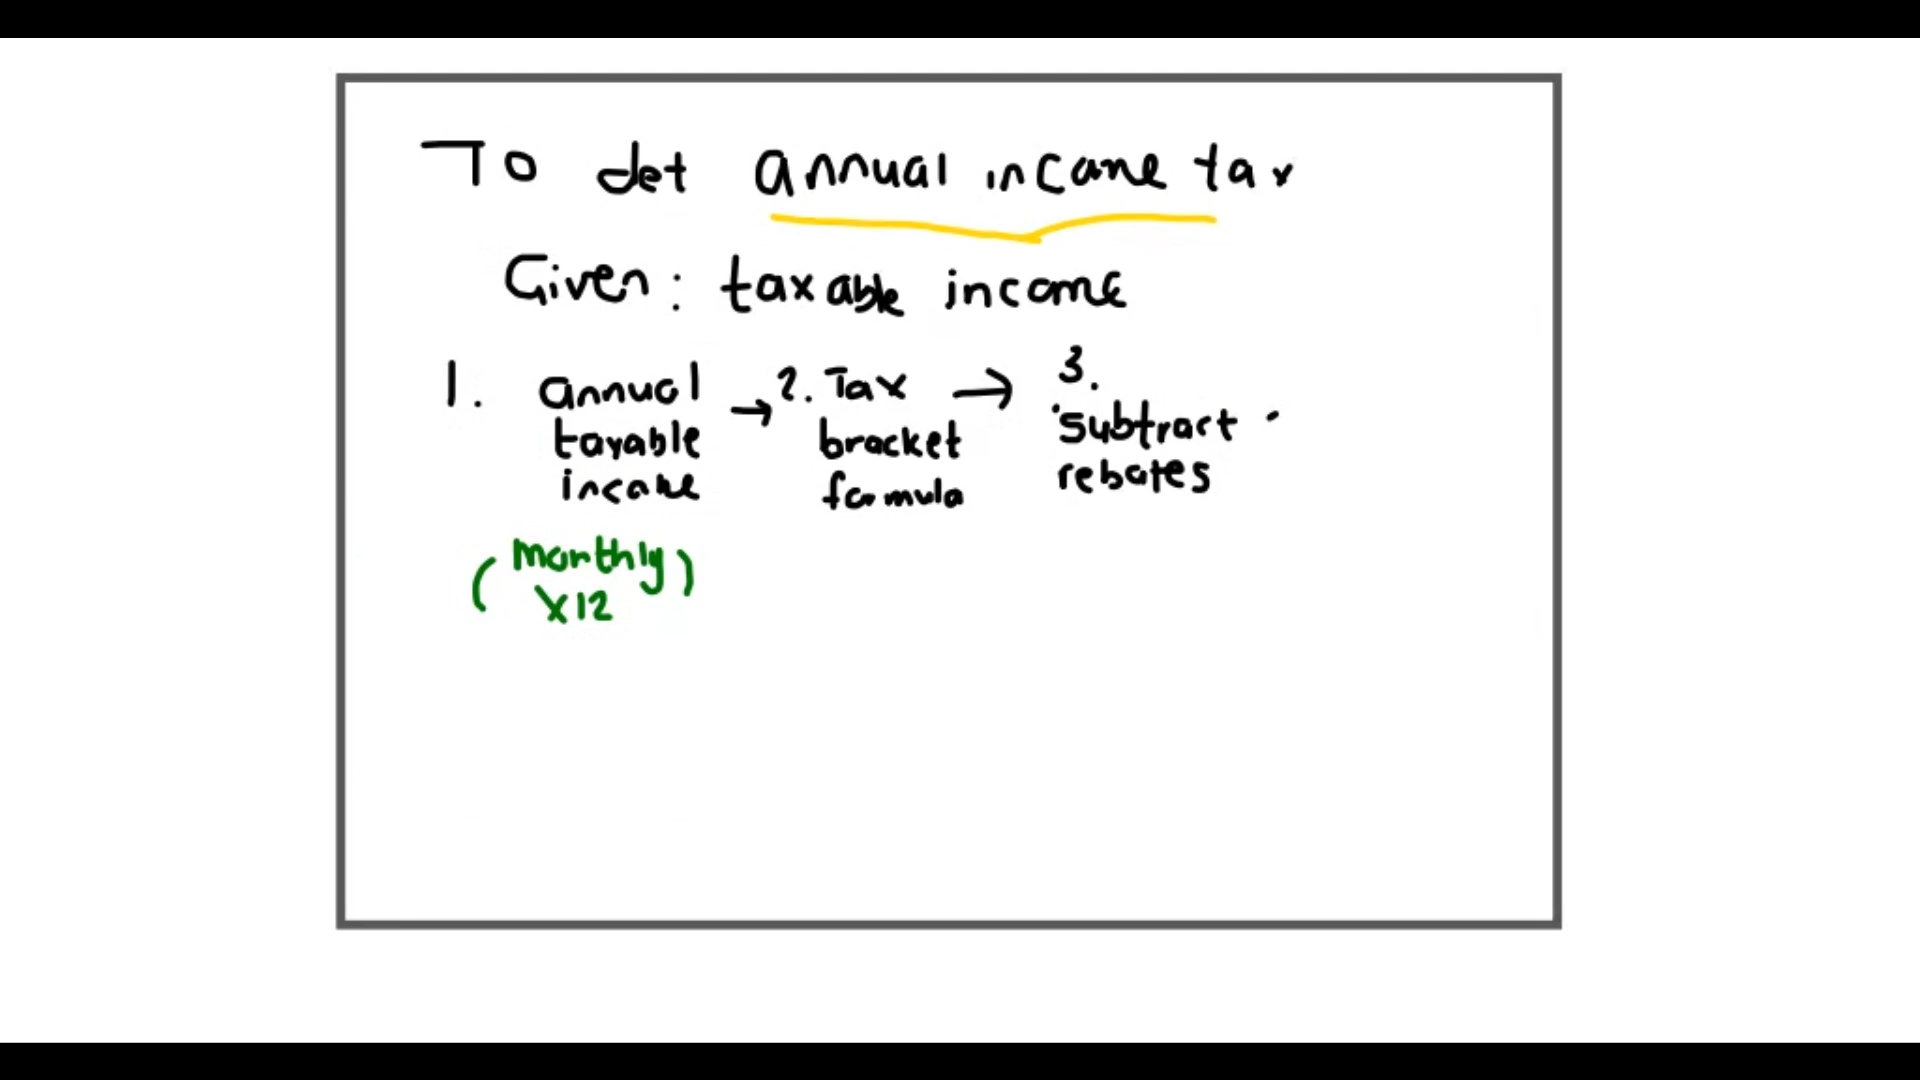 To det annual income tax
Given: taxable income
1. annual taxable income → 2. Tax bracket formula → 3. subtract rebates
(monthly x12)